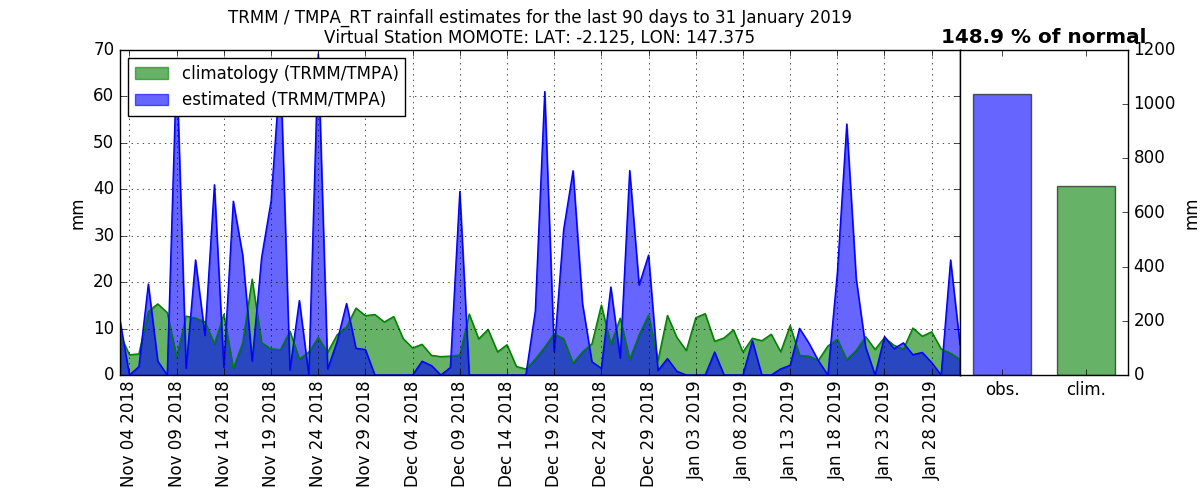 TRMM / TMPA_RT rainfall estimates for the last 90 days to 31 January 2019
Virtual Station MOMOTE: LAT: -2.125, LON: 147.375
148.9 % of normal
climatology (TRMM/TMPA)
estimated (TRMM/TMPA)
70
60
50
40
30
20
10
0
mm
Nov 04 2018
Nov 09 2018
Nov 14 2018
Nov 19 2018
Nov 24 2018
Nov 29 2018
Dec 04 2018
Dec 09 2018
Dec 14 2018
Dec 19 2018
Dec 24 2018
Dec 29 2018
Jan 03 2019
Jan 08 2019
Jan 13 2019
Jan 18 2019
Jan 23 2019
Jan 28 2019
obs.
clim.
1200
1000
800
600
400
200
0
mm